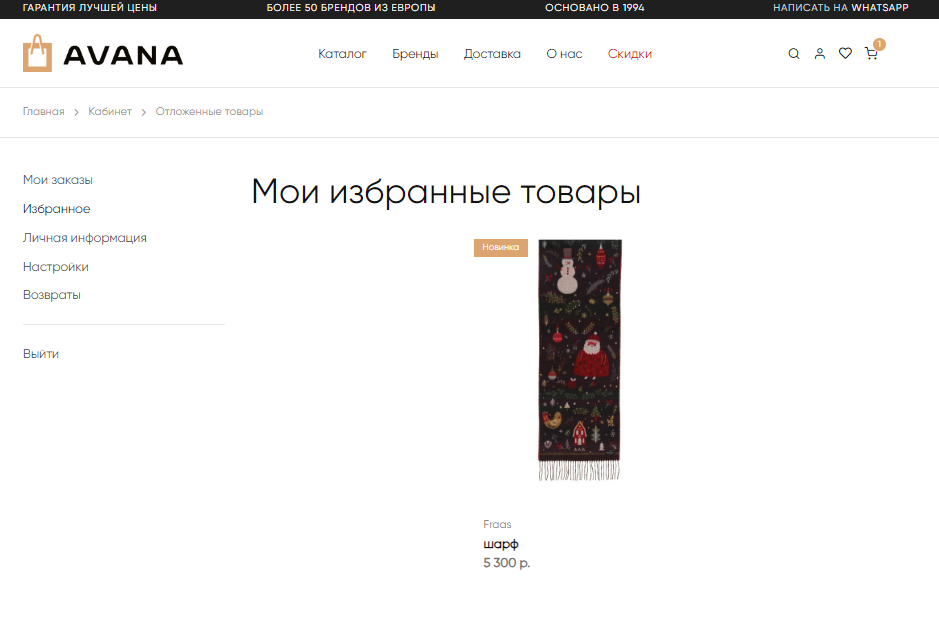 ГАРАНТИЯ ЛУЧШЕЙ ЦЕНЫ
БОЛЕЕ 50 БРЕНДОВ ИЗ ЕВРОПЫ
ОСНОВАНО В 1994
НАПИСАТЬ НА WHATSAPP
AVANA
Каталог
Бренды
Доставка
О нас
Скидки
1
Главная > Кабинет > Отложенные товары
Мои заказы
Избранное
Личная информация
Настройки
Возвраты
Выйти
Мои избранные товары
Новинка
Fraas
шарф
5 300 р.